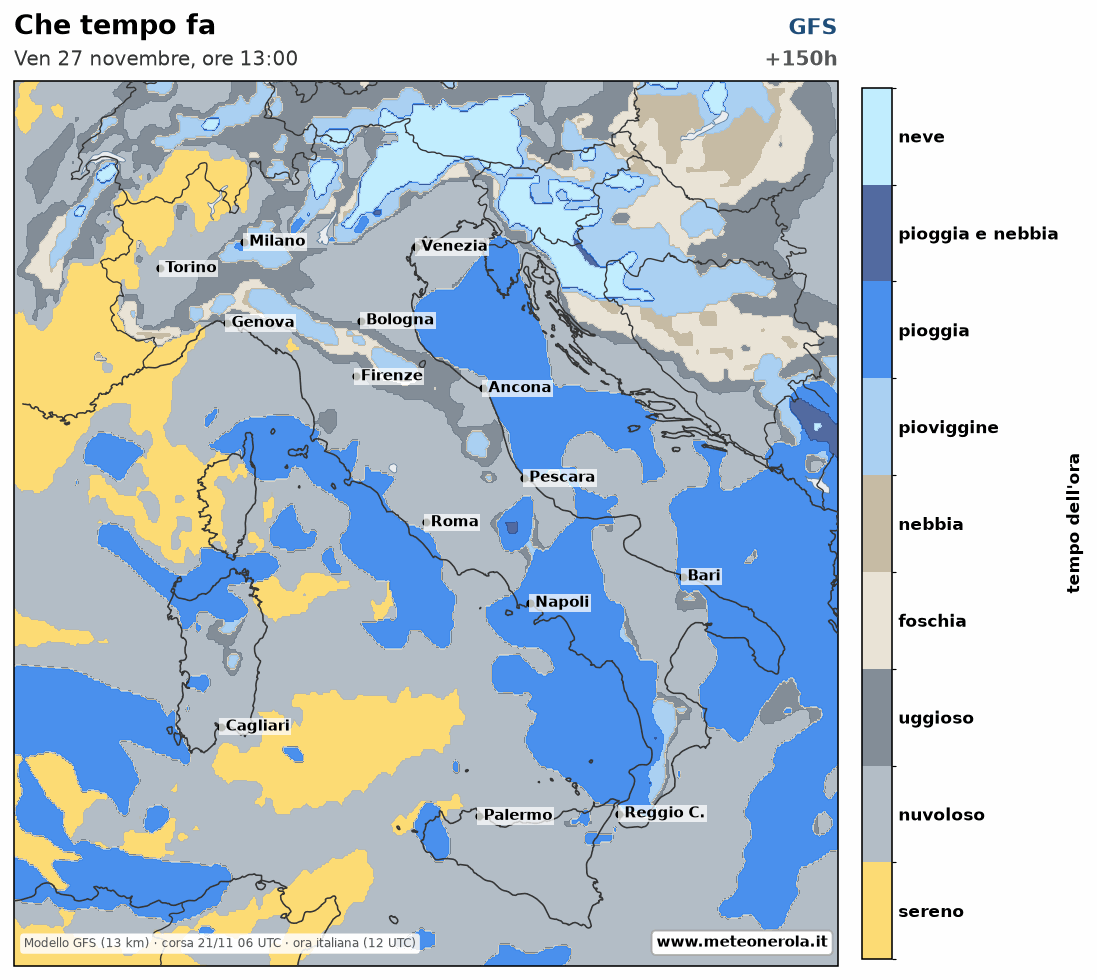 Che tempo fa
GFS
Ven 27 novembre, ore 13:00
+150h
neve
pioggia e nebbia
pioggia
pioviggine
nebbia
foschia
uggioso
nuvoloso
sereno
tempo dell'ora
Milano
Venezia
Torino
Genova
Bologna
Firenze
Ancona
Pescara
Roma
Bari
Napoli
Cagliari
Palermo
Reggio C.
Modello GFS (13 km) · corsa 21/11 06 UTC · ora italiana (12 UTC)
www.meteonerola.it